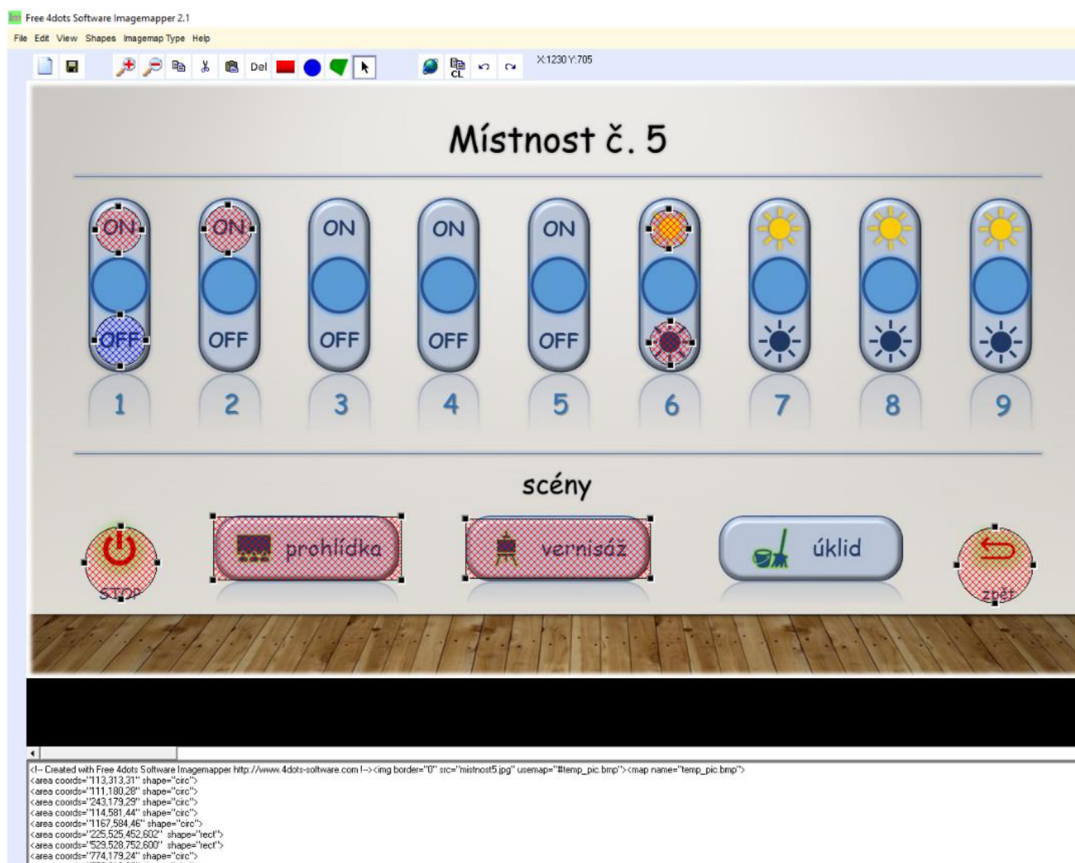 Im Free 4dots Software Imagemapper 2.1
File Edit View Shapes Imagemap Type Help
Del CL X:1230 Y:705
Místnost č. 5
ON ON ON ON ON
OFF OFF OFF OFF OFF
1 2 3 4 5 6 7 8 9
scény
prohlídka vernisáž úklid
STOP zpět
<!-- Created with Free 4dots Software Imagemapper http://www.4dots-software.com !--><img border="0" src="mistnost5.jpg" usemap="#temp_pic.bmp"><map name="temp_pic.bmp">
<area coords="113,313,31" shape="circ">
<area coords="111,180,28" shape="circ">
<area coords="243,179,29" shape="circ">
<area coords="114,581,44" shape="circ">
<area coords="1167,584,46" shape="circ">
<area coords="225,525,452,602" shape="rect">
<area coords="529,528,752,600" shape="rect">
<area coords="774,179,24" shape="circ">